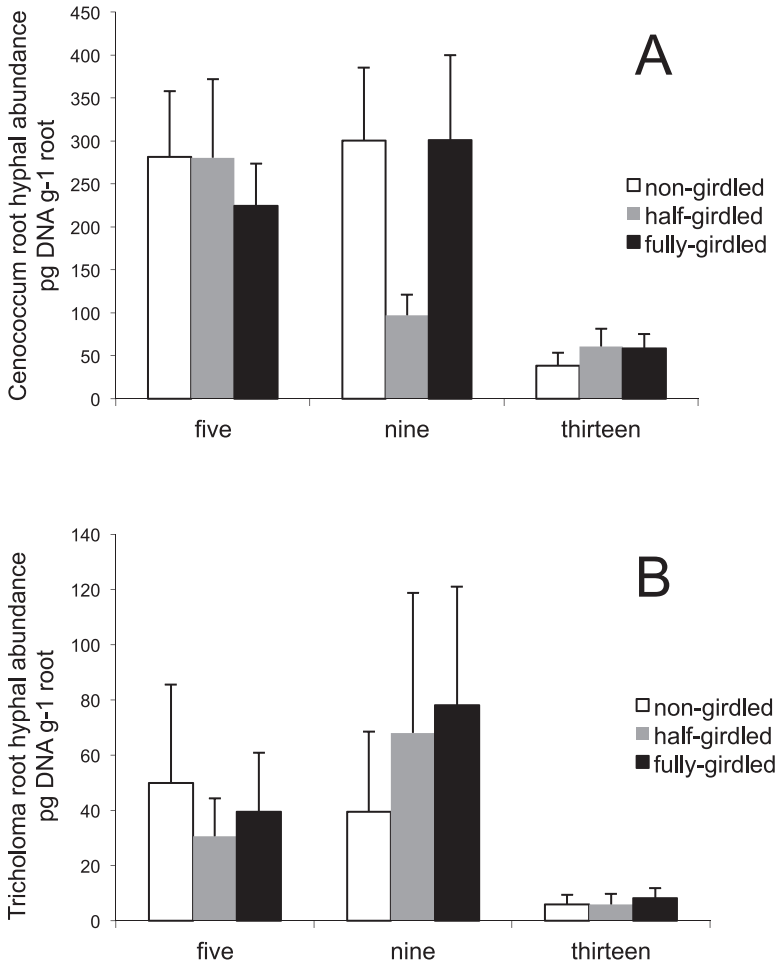 Cenococcum root hyphal abundance
pg DNA g-1 root
450
400
350
300
250
200
150
100
50
0
A
non-girdled
half-girdled
fully-girdled
five nine thirteen
Tricholoma root hyphal abundance
pg DNA g-1 root
140
120
100
80
60
40
20
0
B
non-girdled
half-girdled
fully-girdled
five nine thirteen